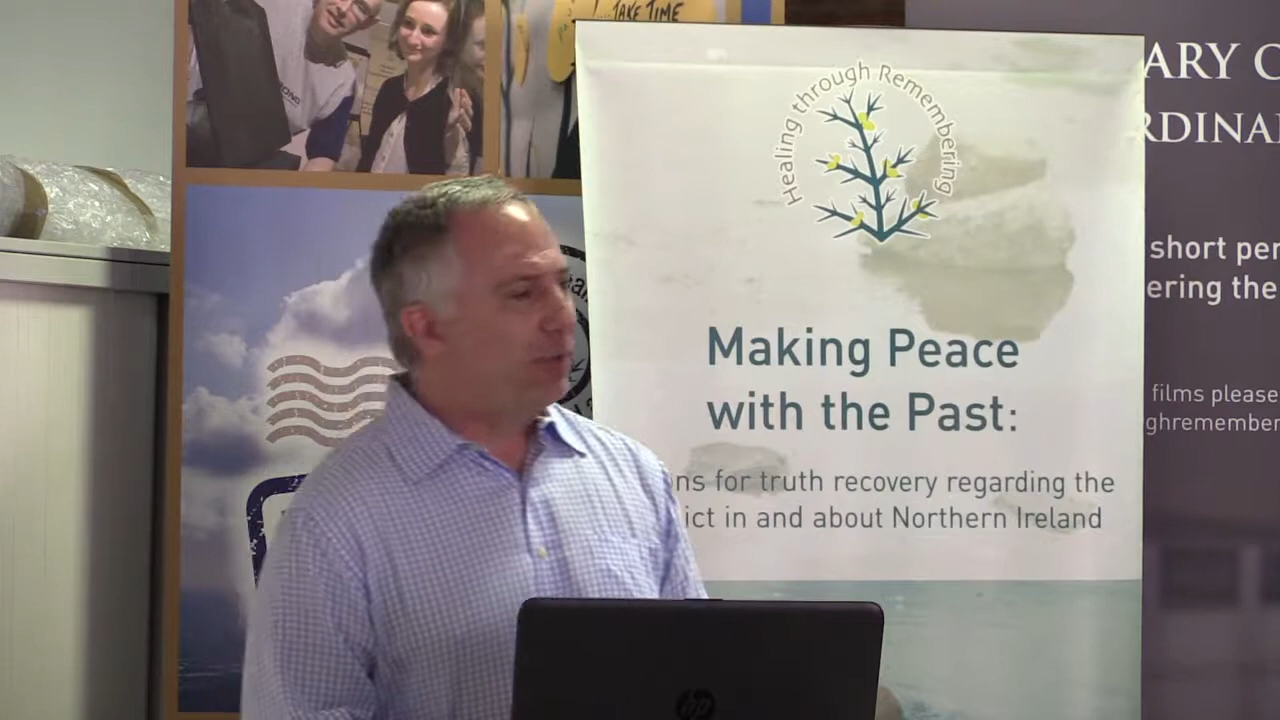 TAKE TIME
Healing through Remembering
Making Peace
with the Past:
ns for truth recovery regarding the
ict in and about Northern Ireland
ARY C
RDINA
short per
ering the
films please
ghremember
hp